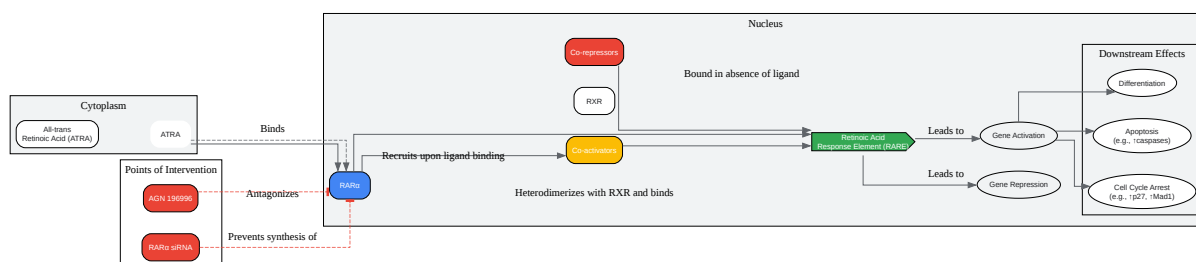 Nucleus
Co-repressors
Bound in absence of ligand
RXR
Downstream Effects
Differentiation
Cytoplasm
All-trans
Retinoic Acid (ATRA)
ATRA
Binds
Retinoic Acid
Response Element (RARE)
Leads to
Gene Activation
Apoptosis
(e.g., ↑caspases)
Recruits upon ligand binding
Co-activators
Points of Intervention
AGN 196996
Antagonizes
RARα
Heterodimerizes with RXR and binds
Leads to
Gene Repression
Cell Cycle Arrest
(e.g., ↑p27, ↑Mad1)
RARα siRNA
Prevents synthesis of